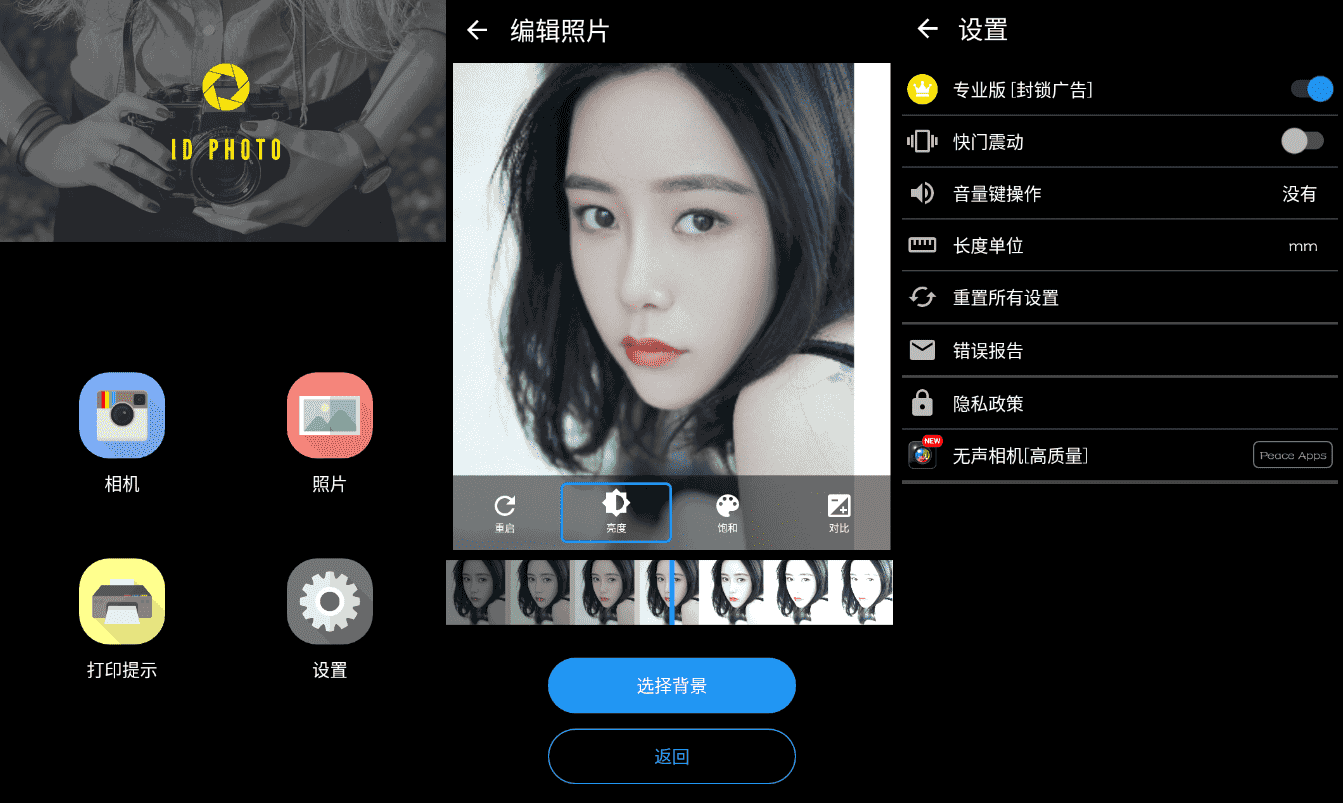 ID PHOTO
相机
照片
打印提示
设置
编辑照片
重启
亮度
饱和
对比
选择背景
返回
设置
专业版 [封锁广告]
快门震动
音量键操作
没有
长度单位
mm
重置所有设置
错误报告
隐私政策
NEW
无声相机[高质量]
Peace Apps